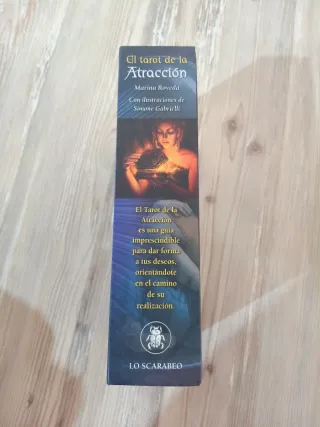 El tarot de la
Atracción
Marina Roveda
Con ilustraciones de
Simone Gabrielli
El Tarot de la
Atracción
es una guía
imprescindible
para dar forma
a tus deseos,
orientándote
en el camino
de su
realización.
LO SCARABEO